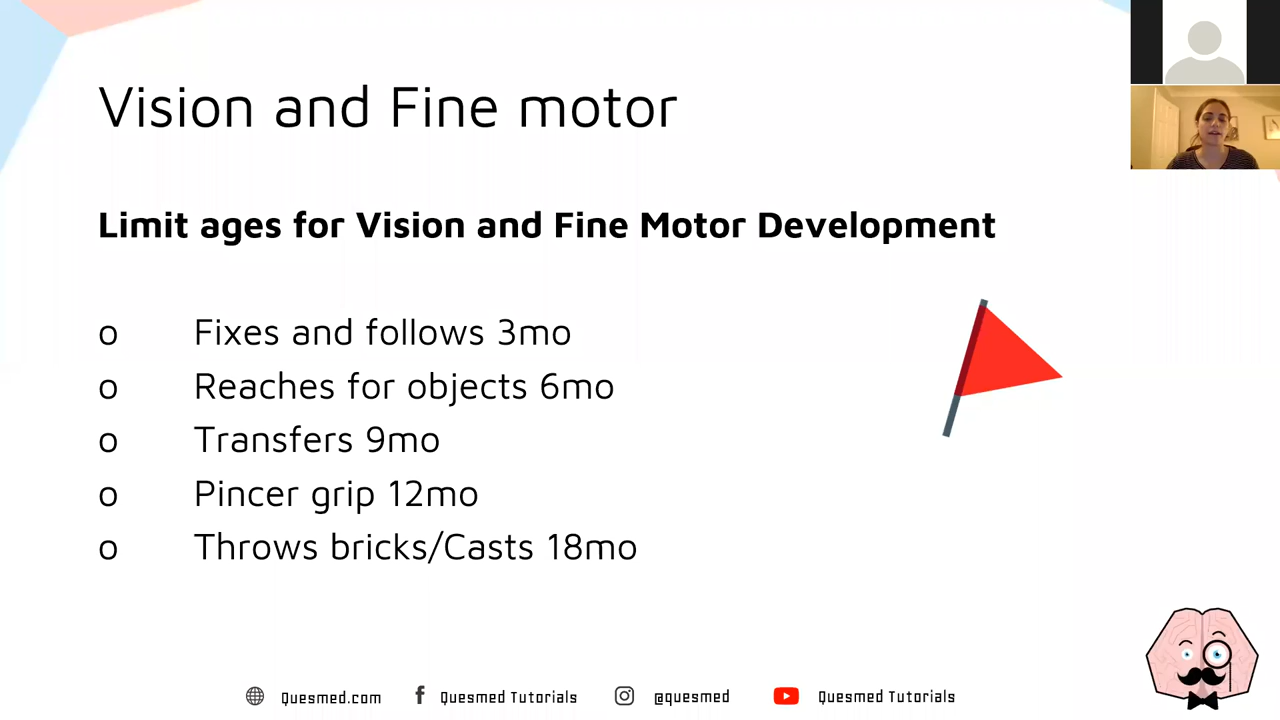 Vision and Fine motor
Limit ages for Vision and Fine Motor Development
o Fixes and follows 3mo
o Reaches for objects 6mo
o Transfers 9mo
o Pincer grip 12mo
o Throws bricks/Casts 18mo
Quesmed.com Quesmed Tutorials @quesmed Quesmed Tutorials